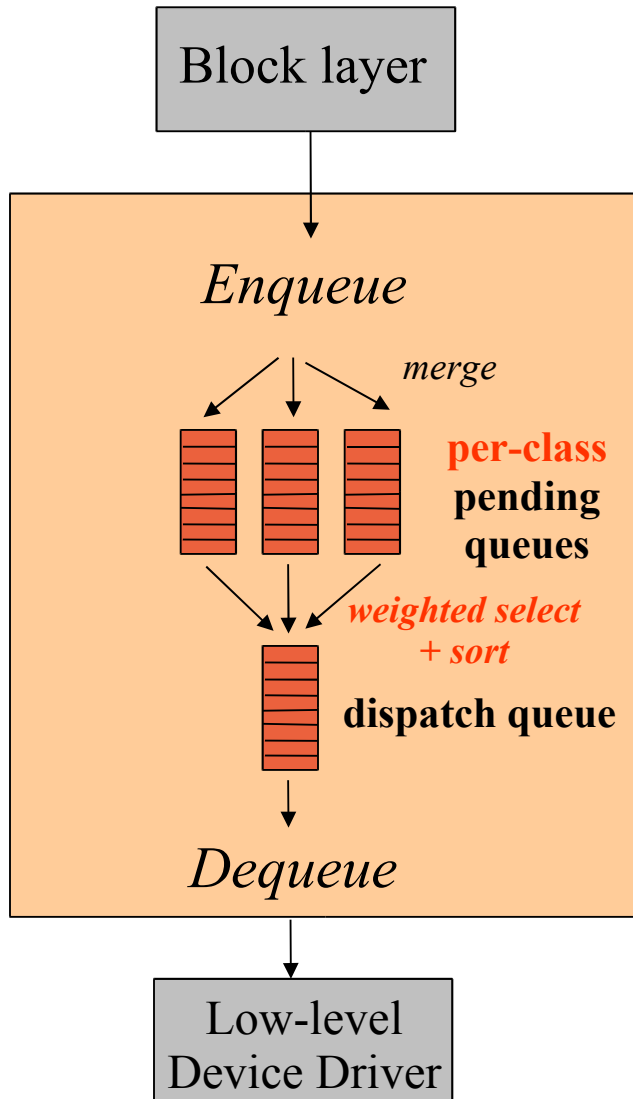 Block layer
Enqueue
merge
per-class
pending
queues
weighted select
+ sort
dispatch queue
Dequeue
Low-level
Device Driver